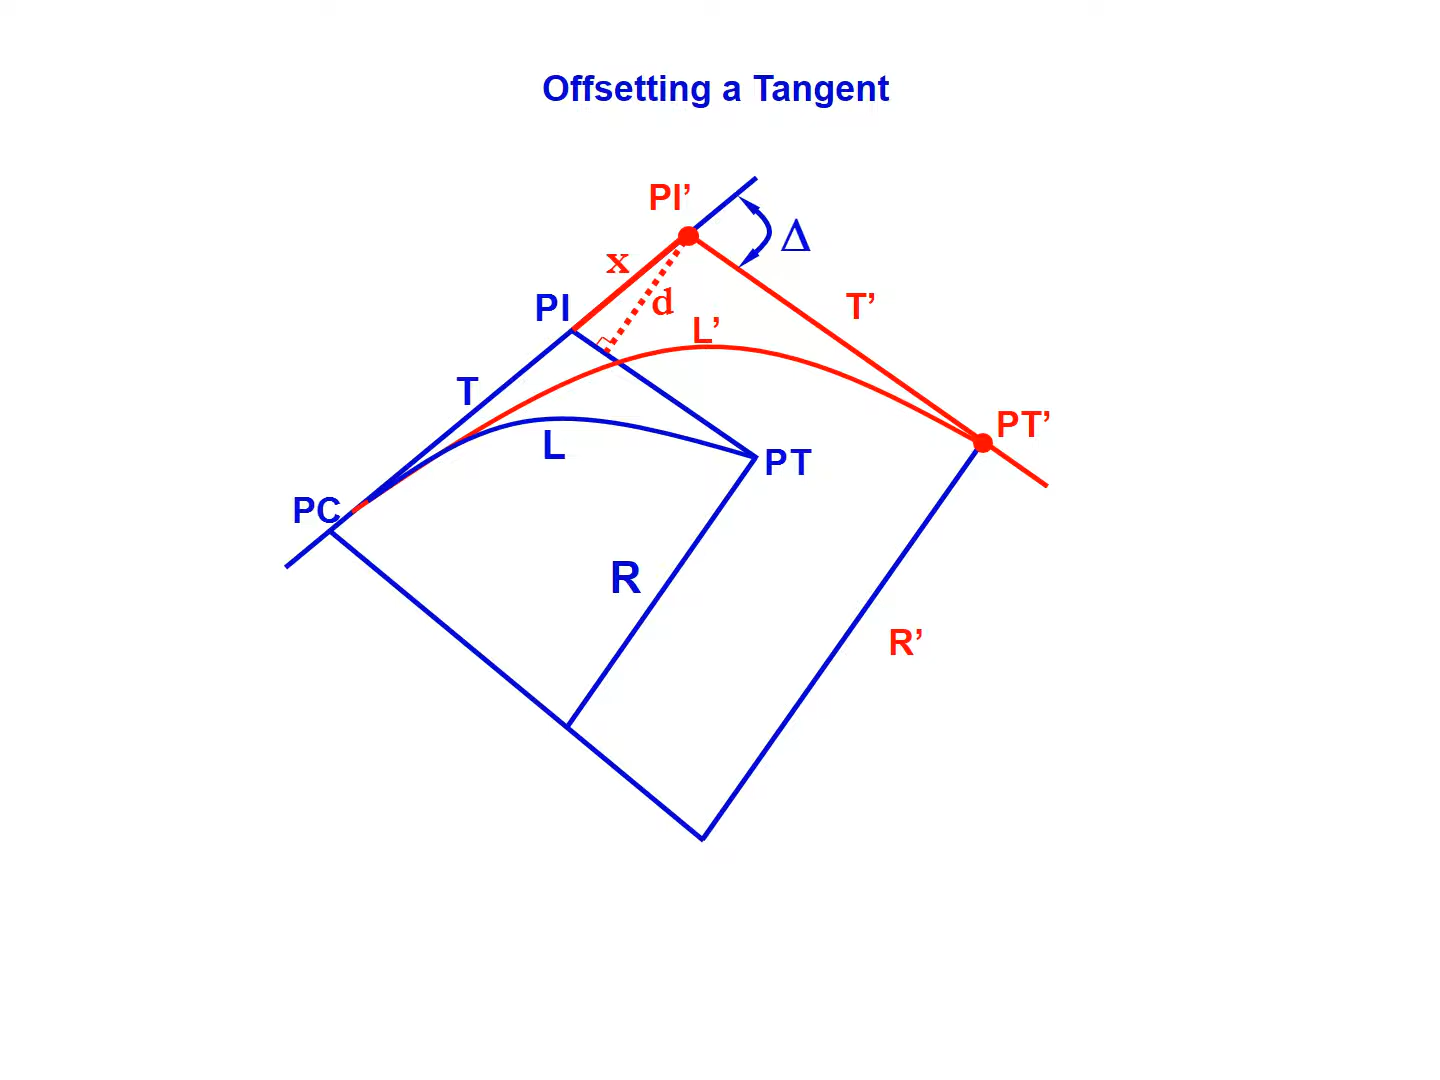 Offsetting a Tangent
PI’
Δ
x
PI
d
T’
L’
T
PT’
L
PT
PC
R
R’